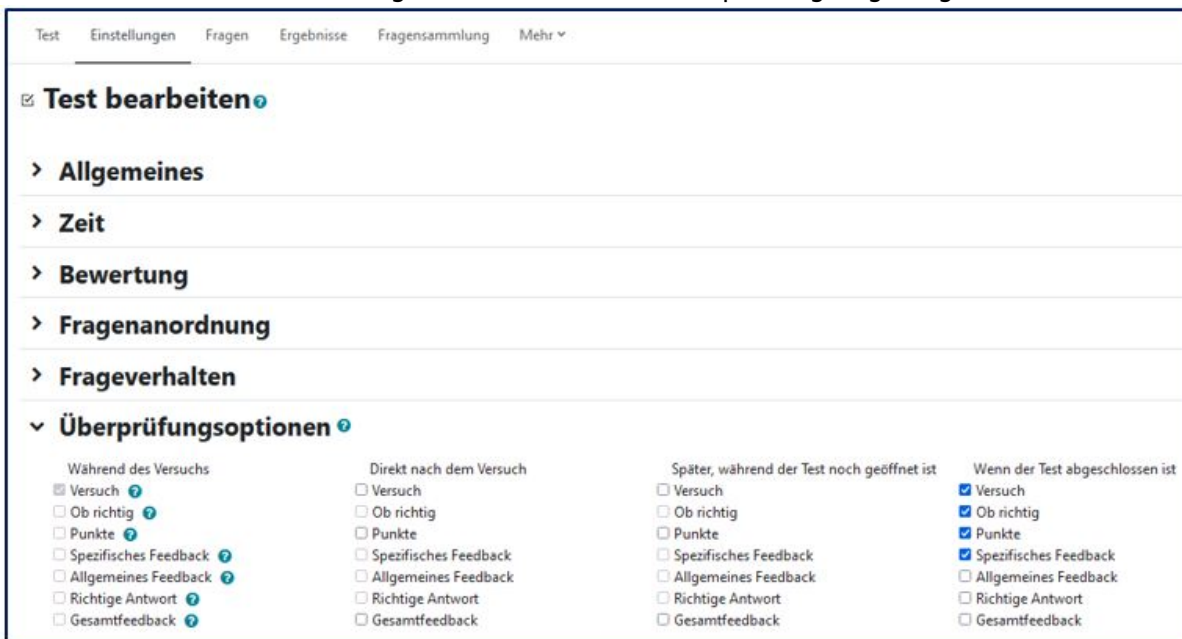 Test Einstellungen Fragen Ergebnisse Fragensammlung Mehr
Test bearbeiten
Allgemeines
Zeit
Bewertung
Fragenanordnung
Frageverhalten
Überprüfungsoptionen
Während des Versuchs Direkt nach dem Versuch Später, während der Test noch geöffnet ist Wenn der Test abgeschlossen ist
Versuch Versuch Versuch Versuch
Ob richtig Ob richtig Ob richtig Ob richtig
Punkte Punkte Punkte Punkte
Spezifisches Feedback Spezifisches Feedback Spezifisches Feedback Spezifisches Feedback
Allgemeines Feedback Allgemeines Feedback Allgemeines Feedback Allgemeines Feedback
Richtige Antwort Richtige Antwort Richtige Antwort Richtige Antwort
Gesamtfeedback Gesamtfeedback Gesamtfeedback Gesamtfeedback